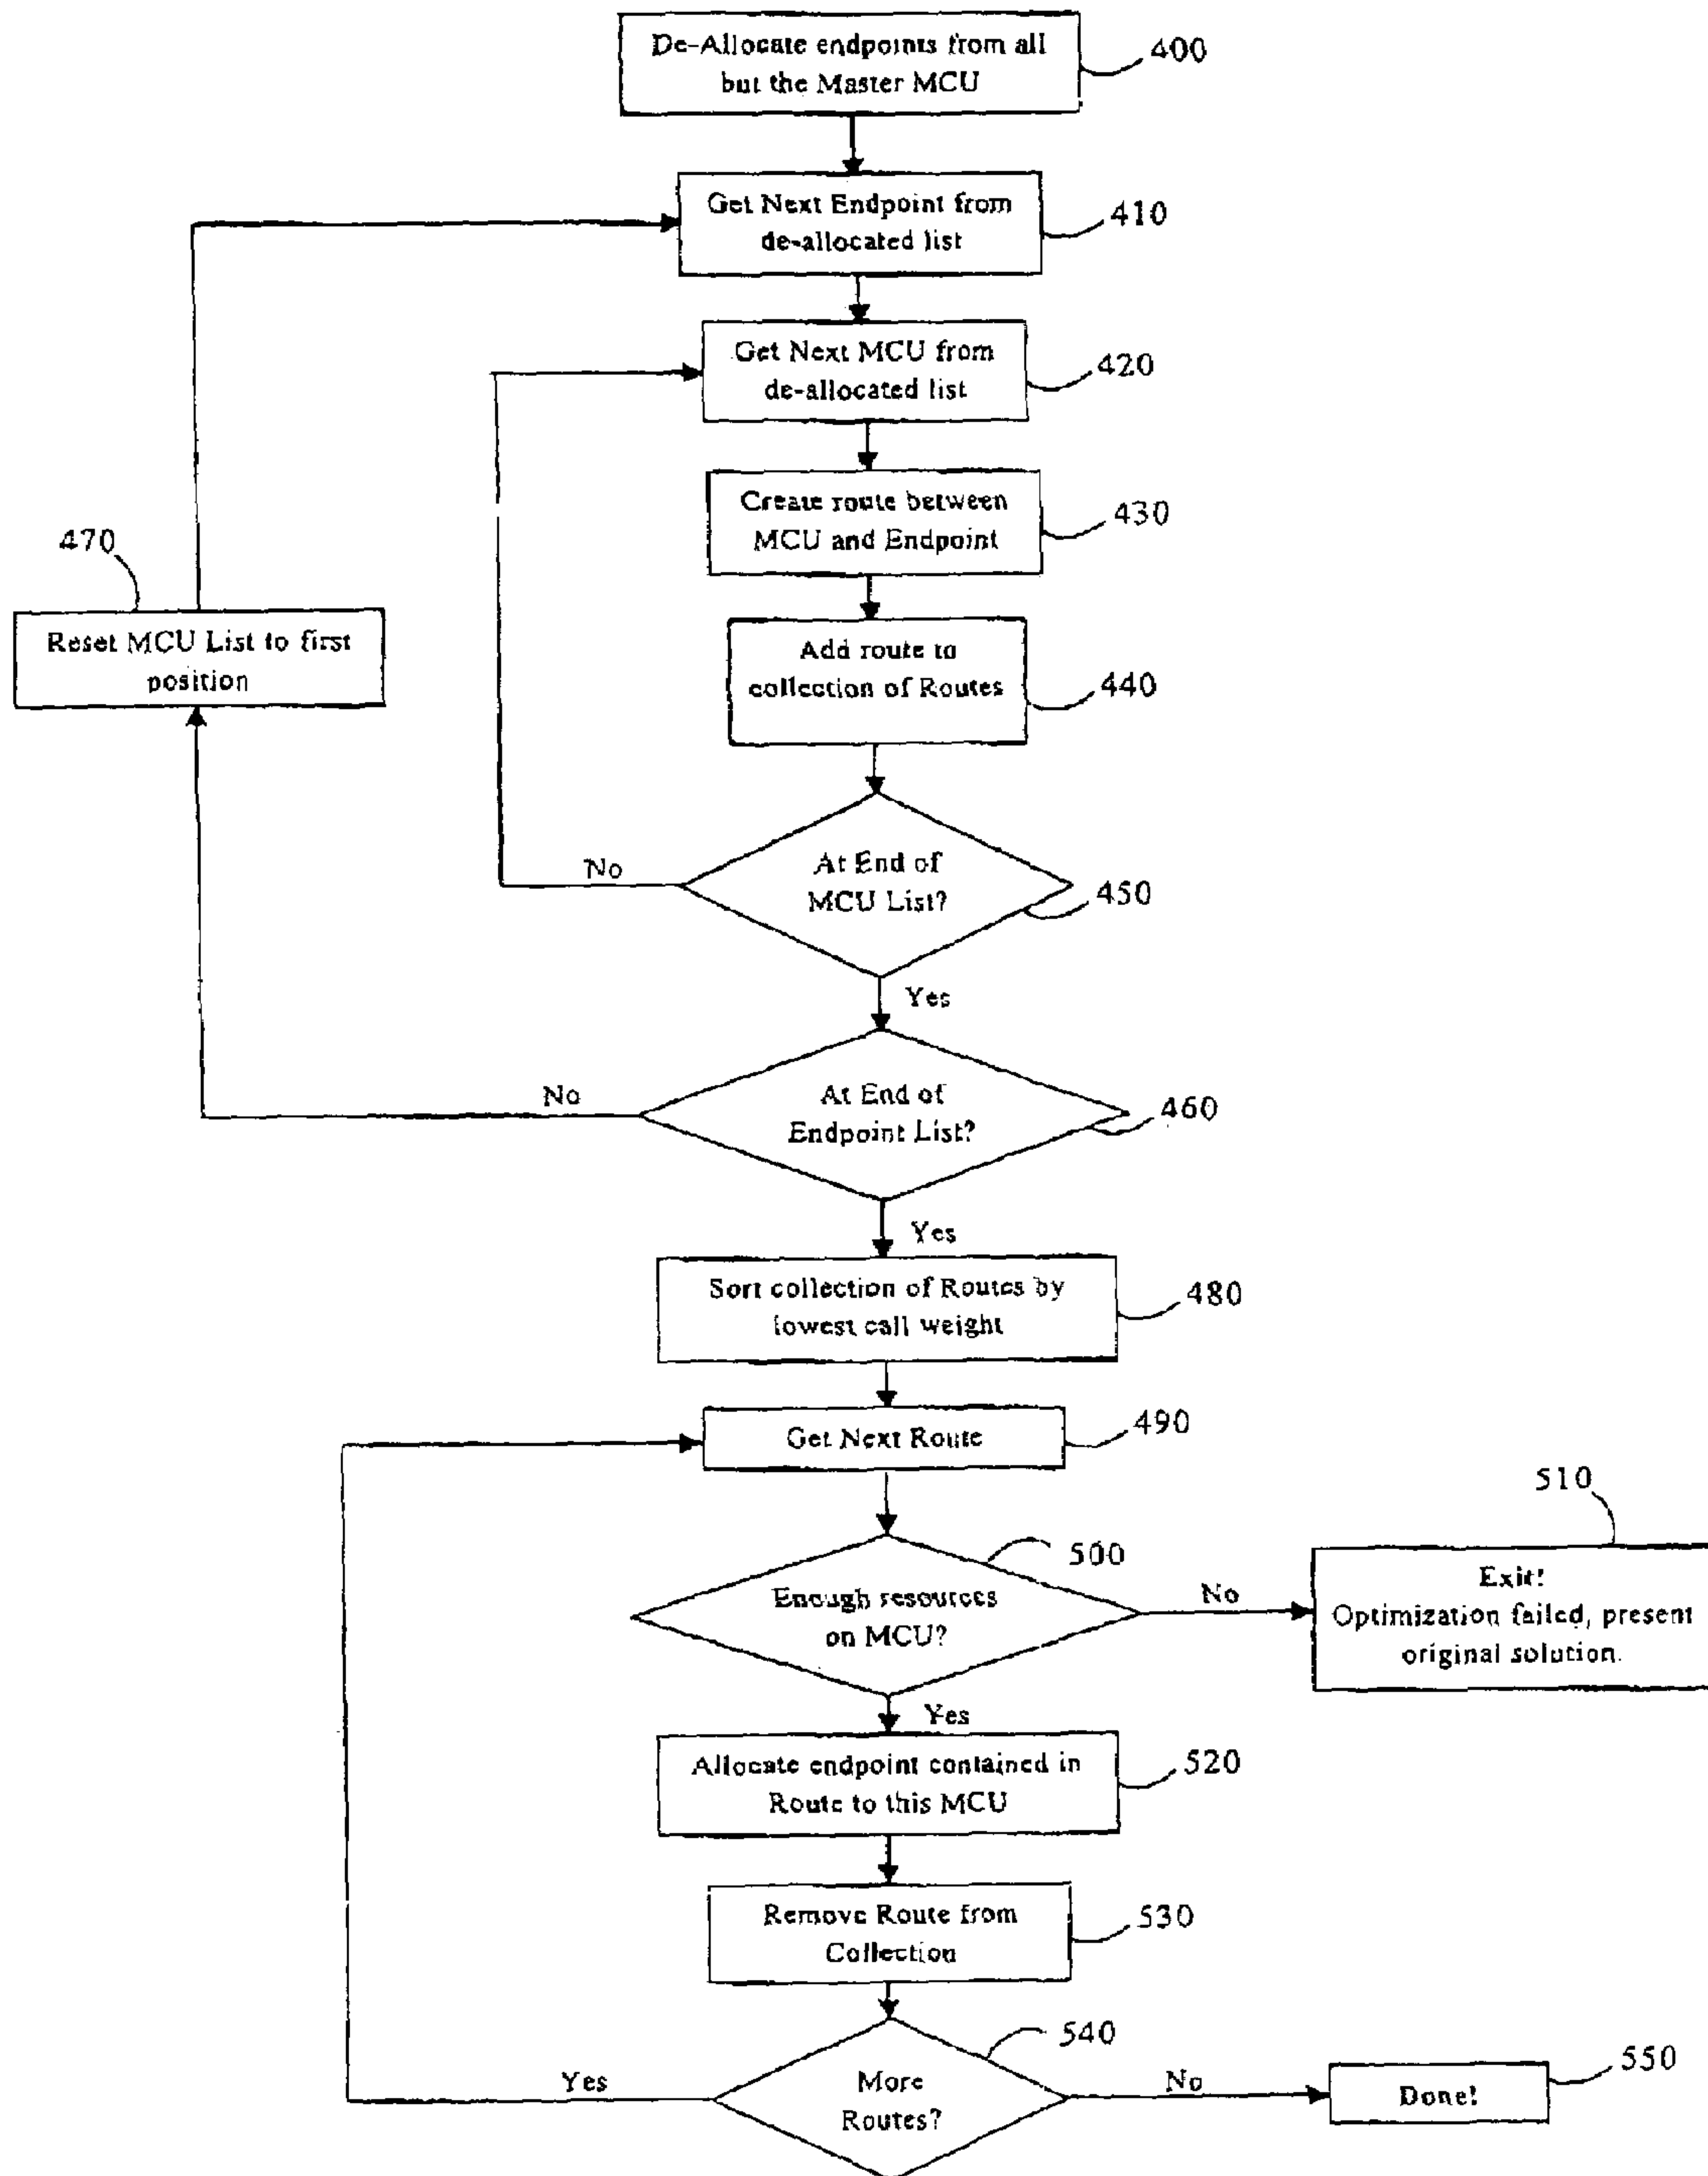 De-Allocate endpoints from all
but the Master MCU
400
Get Next Endpoint from
de-allocated list
410
Get Next MCU from
de-allocated list
420
Create route between
MCU and Endpoint
430
470
Reset MCU List to first
position
Add route to
collection of Routes
440
At End of
MCU List?
No
450
Yes
At End of
Endpoint List?
No
460
Yes
Sort collection of Routes by
lowest call weight
480
Get Next Route
490
510
500
Enough resources
on MCU?
No
Exit!
Optimization failed, present
original solution.
Yes
Allocate endpoint contained in
Route to this MCU
520
Remove Route from
Collection
530
540
More
Routes?
Yes
No
Done!
550